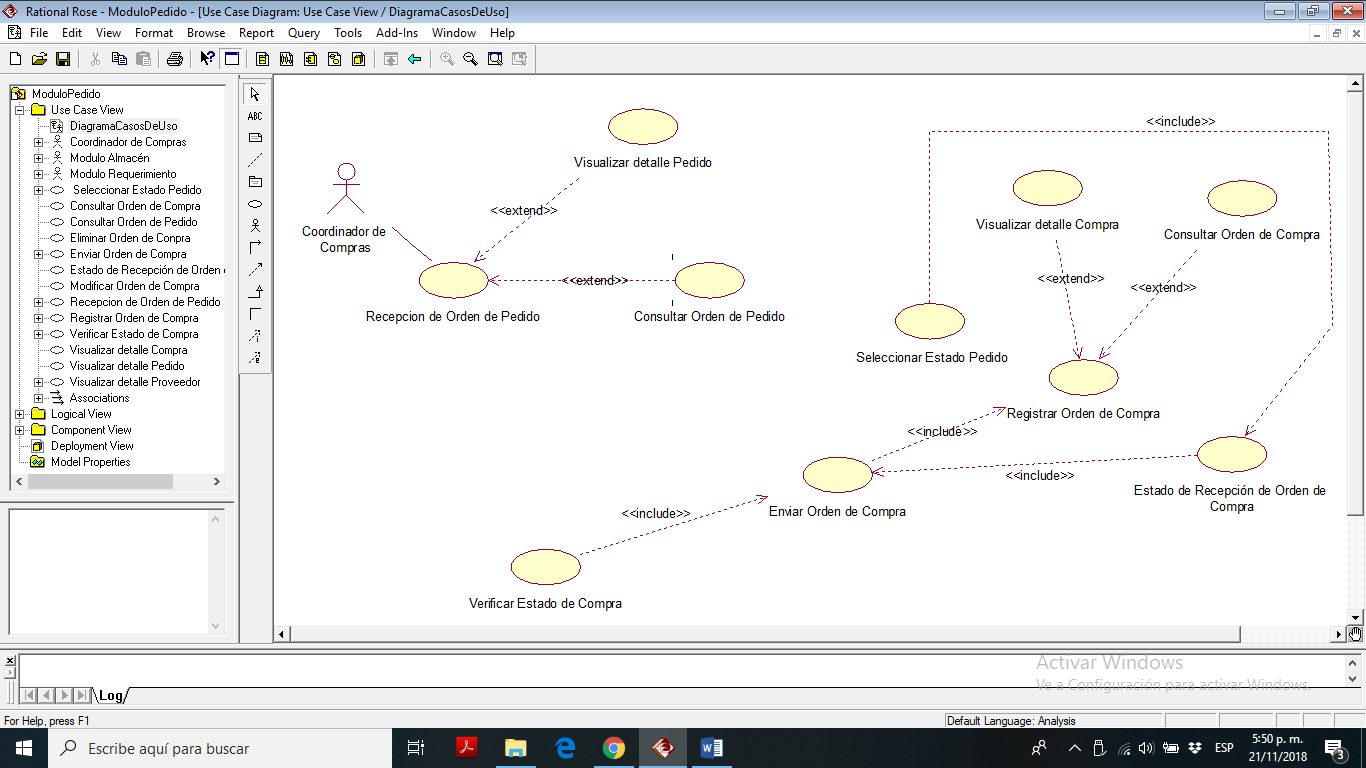 Rational Rose - ModuloPedido - [Use Case Diagram: Use Case View / DiagramaCasosDeUso]
File Edit View Format Browse Report Query Tools Add-Ins Window Help
ModuloPedido
Use Case View
DiagramaCasosDeUso
Coordinador de Compras
Modulo Almacén
Modulo Requerimiento
Seleccionar Estado Pedido
Consultar Orden de Compra
Consultar Orden de Pedido
Eliminar Orden de Conpra
Enviar Orden de Compra
Estado de Recepción de Orden
Modificar Orden de Compra
Recepcion de Orden de Pedido
Registrar Orden de Compra
Verificar Estado de Compra
Visualizar detalle Compra
Visualizar detalle Pedido
Visualizar detalle Proveedor
Associations
Logical View
Component View
Deployment View
Model Properties
ABC
Coordinador de
Compras
Visualizar detalle Pedido
<<extend>>
<<extend>>
Recepcion de Orden de Pedido
Consultar Orden de Pedido
<<include>>
Visualizar detalle Compra
Consultar Orden de Compra
<<extend>>
<<extend>>
Seleccionar Estado Pedido
Registrar Orden de Compra
<<include>>
<<include>>
Estado de Recepción de Orden de
Compra
Enviar Orden de Compra
<<include>>
Verificar Estado de Compra
Activar Windows
Ve a Configuración para activar Windows.
Log
For Help, press F1
Default Language: Analysis
Escribe aquí para buscar
ESP
5:50 p. m.
21/11/2018
3